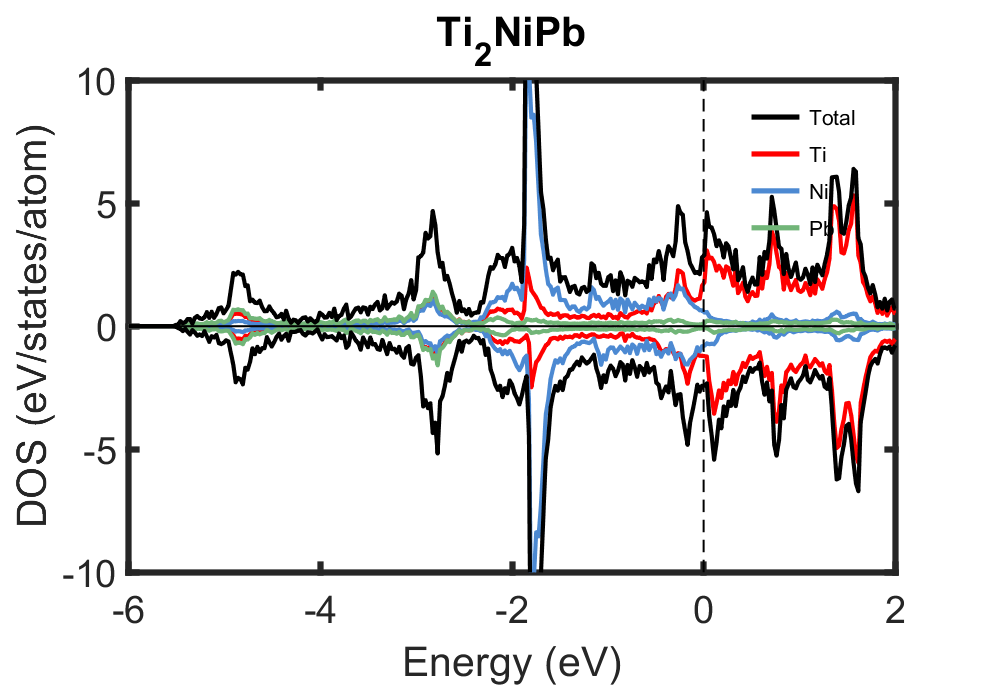 Ti2NiPb
10
5
0
-5
-10
DOS (eV/states/atom)
Total
Ti
Ni
Pb
-6
-4
-2
0
2
Energy (eV)